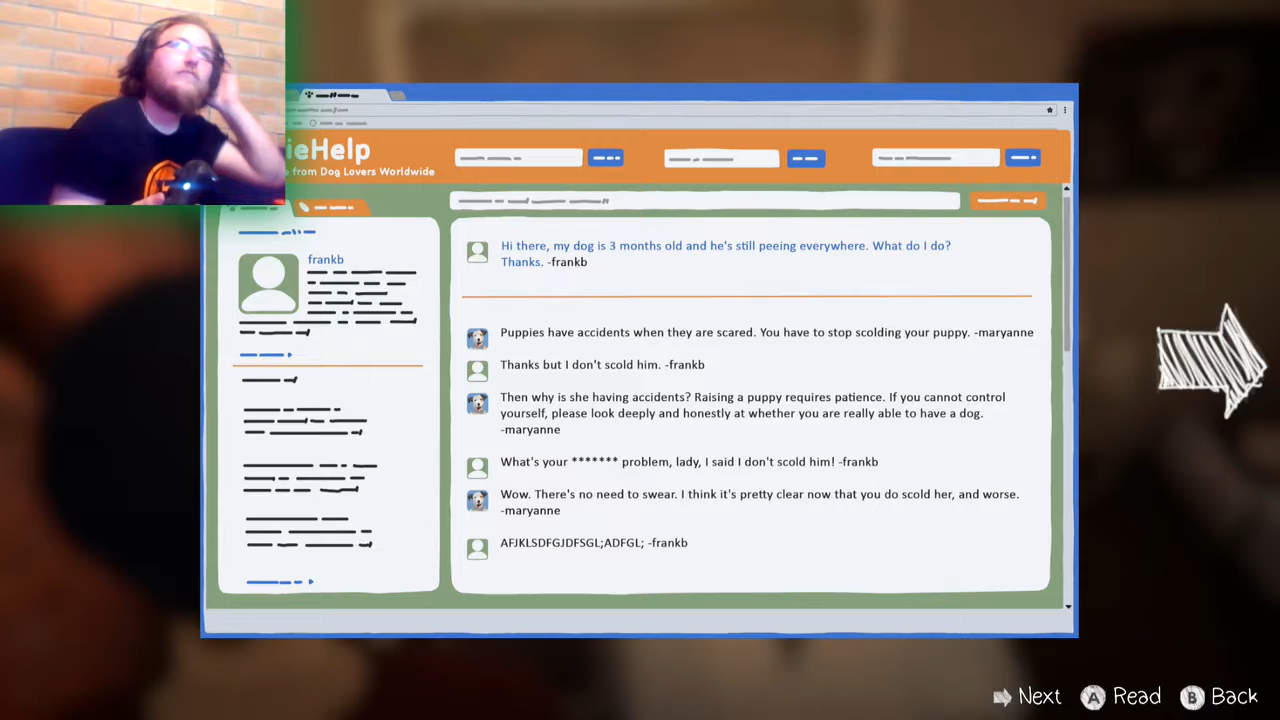 ieHelp
from Dog Lovers Worldwide
frankb
Hi there, my dog is 3 months old and he's still peeing everywhere. What do I do?
Thanks. -frankb
Puppies have accidents when they are scared. You have to stop scolding your puppy. -maryanne
Thanks but I don't scold him. -frankb
Then why is she having accidents? Raising a puppy requires patience. If you cannot control
yourself, please look deeply and honestly at whether you are really able to have a dog.
-maryanne
What's your ******* problem, lady, I said I don't scold him! -frankb
Wow. There's no need to swear. I think it's pretty clear now that you do scold her, and worse.
-maryanne
AFJKLSDFGJDFSGL;ADFGL; -frankb
Next A Read B Back